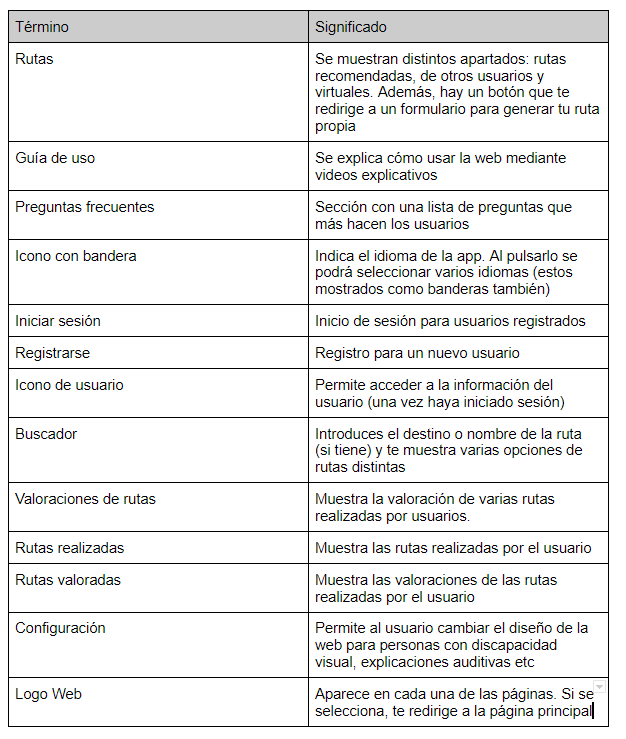 Término Significado
Rutas Se muestran distintos apartados: rutas
recomendadas, de otros usuarios y
virtuales. Además, hay un botón que te
redirige a un formulario para generar tu ruta
propia
Guía de uso Se explica cómo usar la web mediante
videos explicativos
Preguntas frecuentes Sección con una lista de preguntas que
más hacen los usuarios
Icono con bandera Indica el idioma de la app. Al pulsarlo se
podrá seleccionar varios idiomas (estos
mostrados como banderas también)
Iniciar sesión Inicio de sesión para usuarios registrados
Registrarse Registro para un nuevo usuario
Icono de usuario Permite acceder a la información del
usuario (una vez haya iniciado sesión)
Buscador Introduces el destino o nombre de la ruta
(si tiene) y te muestra varias opciones de
rutas distintas
Valoraciones de rutas Muestra la valoración de varias rutas
realizadas por usuarios.
Rutas realizadas Muestra las rutas realizadas por el usuario
Rutas valoradas Muestra las valoraciones de las rutas
realizadas por el usuario
Configuración Permite al usuario cambiar el diseño de la
web para personas con discapacidad
visual, explicaciones auditivas etc
Logo Web Aparece en cada una de las páginas. Si se
selecciona, te redirige a la página principal